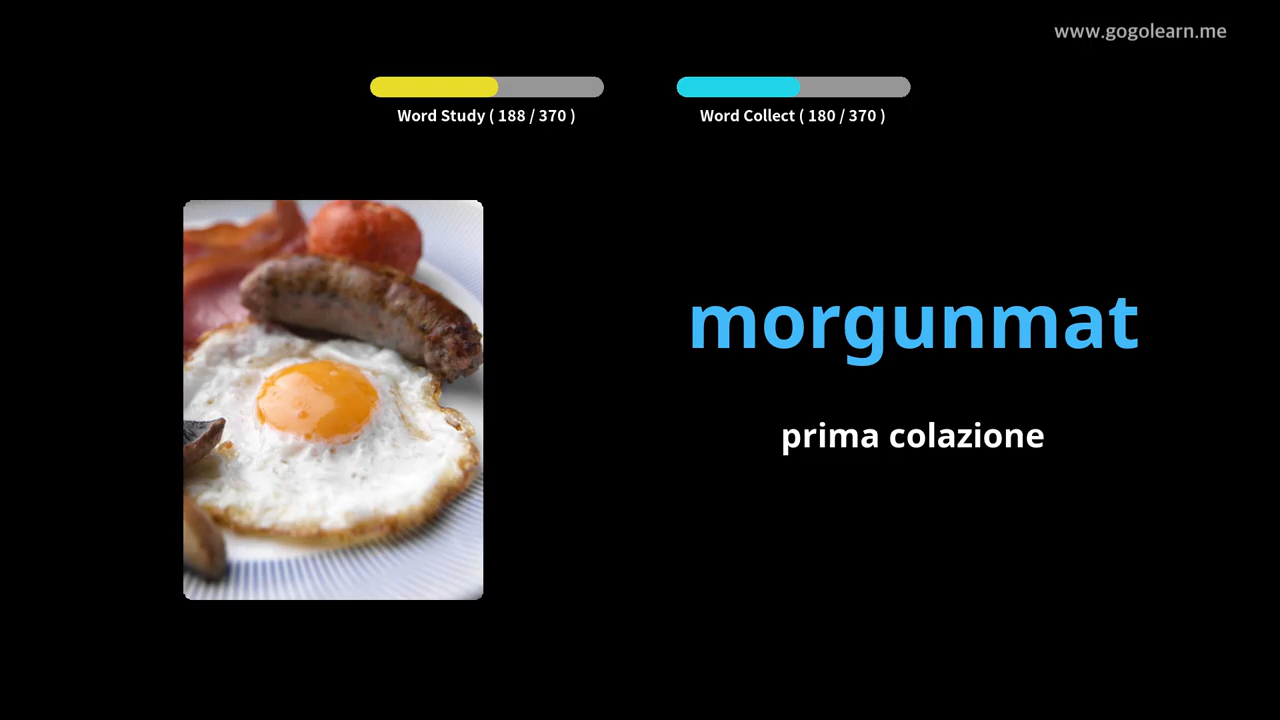 www.gogolearn.me
Word Study ( 188 / 370 )
Word Collect ( 180 / 370 )
morgunmat
prima colazione